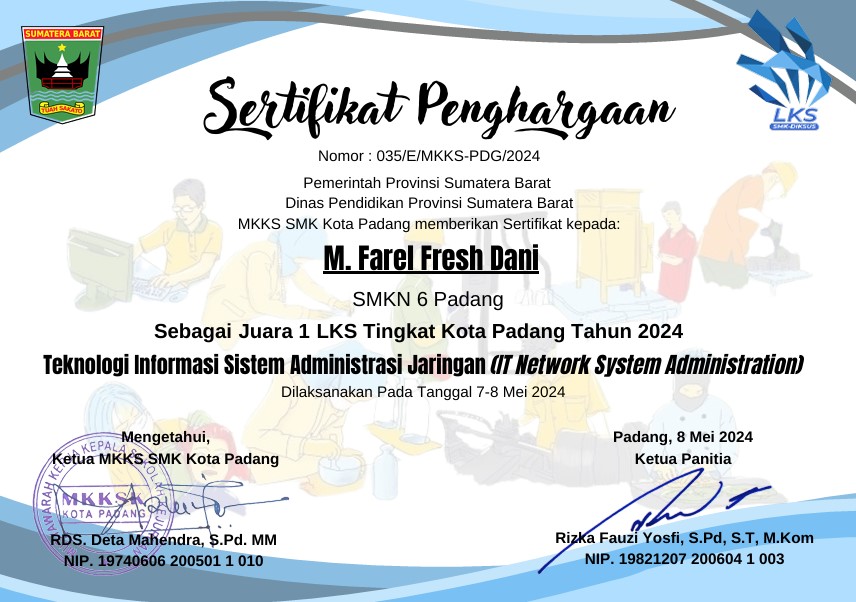 SUMATERA BARAT
TUAH SAKATO
LKS
SMK-DIKSUS
Sertifikat Penghargaan
Nomor : 035/E/MKKS-PDG/2024
Pemerintah Provinsi Sumatera Barat
Dinas Pendidikan Provinsi Sumatera Barat
MKKS SMK Kota Padang memberikan Sertifikat kepada:
M. Farel Fresh Dani
SMKN 6 Padang
Sebagai Juara 1 LKS Tingkat Kota Padang Tahun 2024
Teknologi Informasi Sistem Administrasi Jaringan (IT Network System Administration)
Dilaksanakan Pada Tanggal 7-8 Mei 2024
Mengetahui,
Ketua MKKS SMK Kota Padang
MKKSK
KOTA PADANG
RDS. Deta Mahendra, S.Pd. MM
NIP. 19740606 200501 1 010
Padang, 8 Mei 2024
Ketua Panitia
Rizka Fauzi Yosfi, S.Pd, S.T, M.Kom
NIP. 19821207 200604 1 003